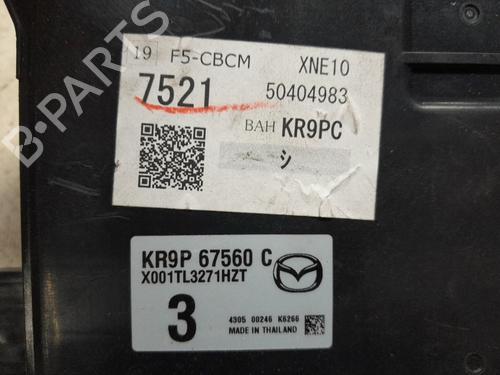 19 F5-CBCM XNE10
7521 50404983
BAH KR9PC
シ
KR9P 67560 C
X001TL3271HZT
3
4305 00246 K6266
MADE IN THAILAND
B-PARTS